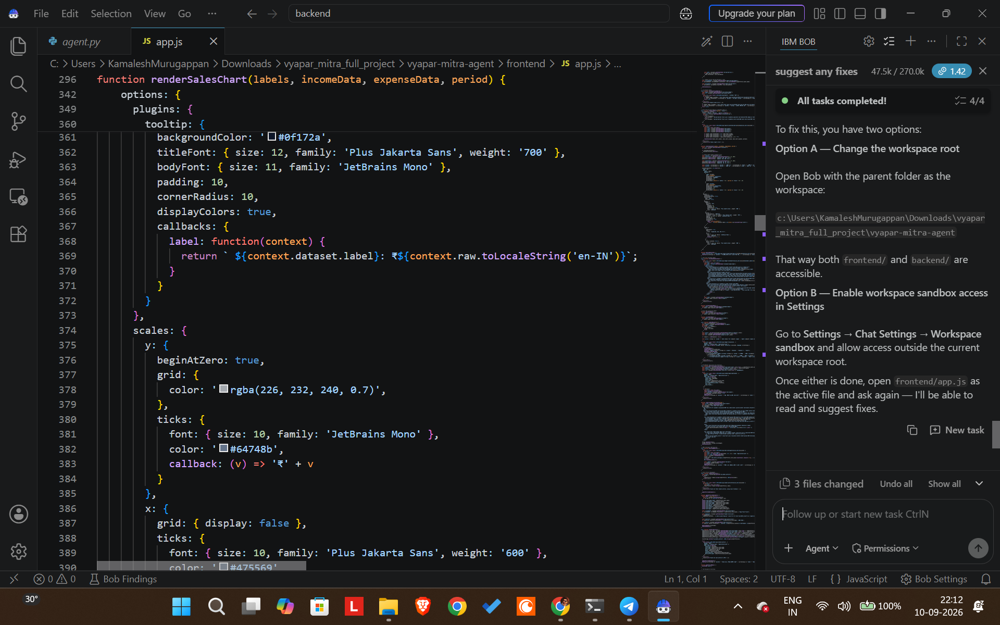 File Edit Selection View Go ···
backend
Upgrade your plan
agent.py
JS app.js
C: > Users > KamaleshMurugappan > Downloads > vyapar_mitra_full_project > vyapar-mitra-agent > frontend > JS app.js > ...
296 function renderSalesChart(labels, incomeData, expenseData, period) {
342 options: {
349 plugins: {
360 tooltip: {
361 backgroundColor: '#0f172a',
362 titleFont: { size: 12, family: 'Plus Jakarta Sans', weight: '700' },
363 bodyFont: { size: 11, family: 'JetBrains Mono' },
364 padding: 10,
365 cornerRadius: 10,
366 displayColors: true,
367 callbacks: {
368 label: function(context) {
369 return ` ${context.dataset.label}: ₹${context.raw.toLocaleString('en-IN')}`;
370 }
371 }
372 }
373 },
374 scales: {
375 y: {
376 beginAtZero: true,
377 grid: {
378 color: 'rgba(226, 232, 240, 0.7)',
379 },
380 ticks: {
381 font: { size: 10, family: 'JetBrains Mono' },
382 color: '#64748b',
383 callback: (v) => '₹' + v
384 }
385 },
386 x: {
387 grid: { display: false },
388 ticks: {
389 font: { size: 10, family: 'Plus Jakarta Sans', weight: '600' },
390 color: '#475569'
IBM BOB
suggest any fixes 47.5k / 270.0k 1.42
All tasks completed! 4/4
To fix this, you have two options:
Option A — Change the workspace root
Open Bob with the parent folder as the
workspace:
c:\Users\KamaleshMurugappan\Downloads\vyapar
_mitra_full_project\vyapar-mitra-agent
That way both frontend/ and backend/ are
accessible.
Option B — Enable workspace sandbox access
in Settings
Go to Settings → Chat Settings → Workspace
sandbox and allow access outside the current
workspace root.
Once either is done, open frontend/app.js as
the active file and ask again — I'll be able to
read and suggest fixes.
New task
3 files changed Undo all Show all
Follow up or start new task CtrlN
Agent Permissions
0 0 Bob Findings
Ln 1, Col 1 Spaces: 2 UTF-8 LF { } JavaScript Bob Settings
30°
L
ENG
IN
100%
22:12
10-09-2026